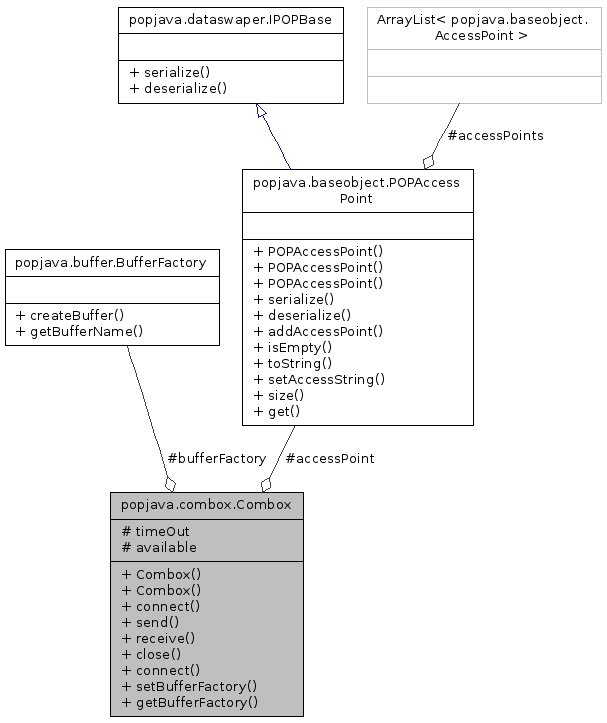 popjava.dataswaper.IPOPBase
+ serialize()
+ deserialize()
ArrayList< popjava.baseobject.
AccessPoint >
#accessPoints
popjava.baseobject.POPAccess
Point
+ POPAccessPoint()
+ POPAccessPoint()
+ POPAccessPoint()
+ serialize()
+ deserialize()
+ addAccessPoint()
+ isEmpty()
+ toString()
+ setAccessString()
+ size()
+ get()
popjava.buffer.BufferFactory
+ createBuffer()
+ getBufferName()
#bufferFactory
#accessPoint
popjava.combox.Combox
# timeOut
# available
+ Combox()
+ Combox()
+ connect()
+ send()
+ receive()
+ close()
+ connect()
+ setBufferFactory()
+ getBufferFactory()